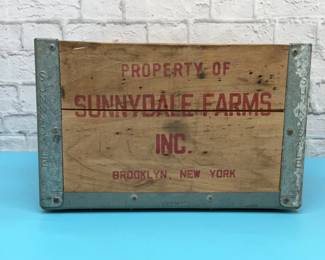 PROPERTY OF
SUNNYDALE FARMS
INC.
BROOKLYN, NEW YORK